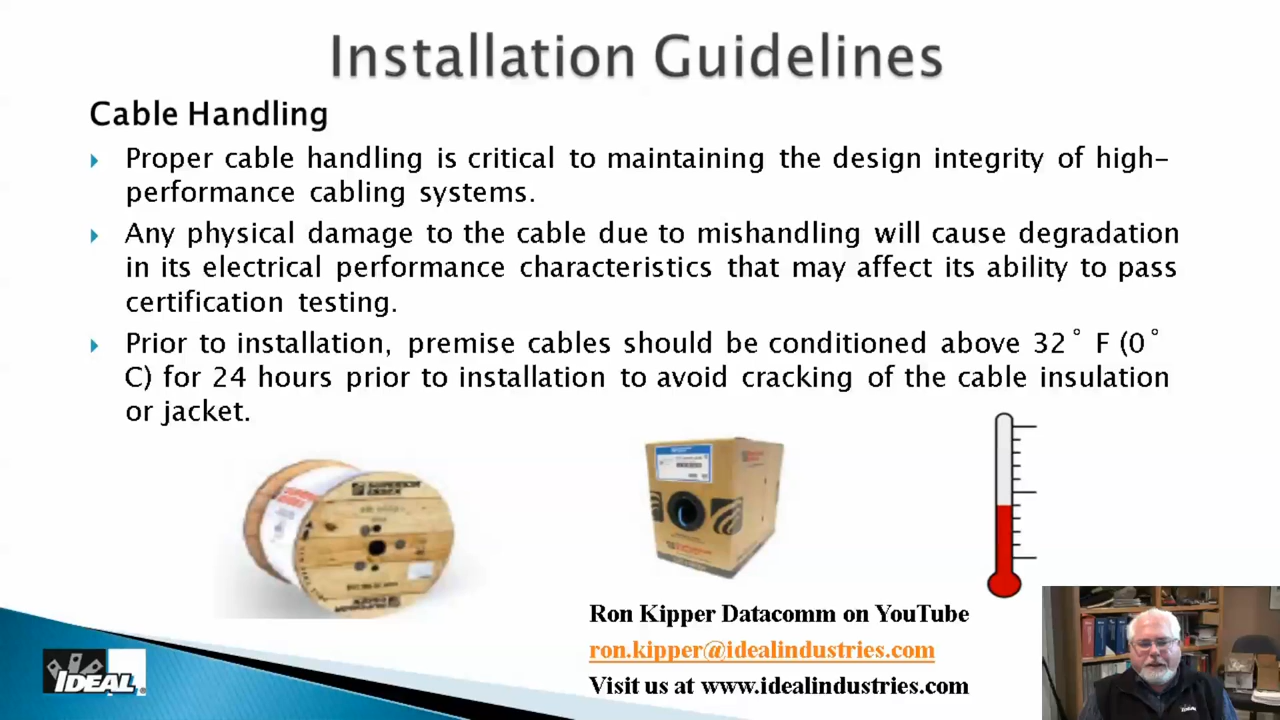 Installation Guidelines
Cable Handling
Proper cable handling is critical to maintaining the design integrity of high-
performance cabling systems.
Any physical damage to the cable due to mishandling will cause degradation
in its electrical performance characteristics that may affect its ability to pass
certification testing.
Prior to installation, premise cables should be conditioned above 32˚ F (0˚
C) for 24 hours prior to installation to avoid cracking of the cable insulation
or jacket.
SUPERIOR
ESSEX
Ron Kipper Datacomm on YouTube
ron.kipper@idealindustries.com
Visit us at www.idealindustries.com
IDEAL®
IDEAL